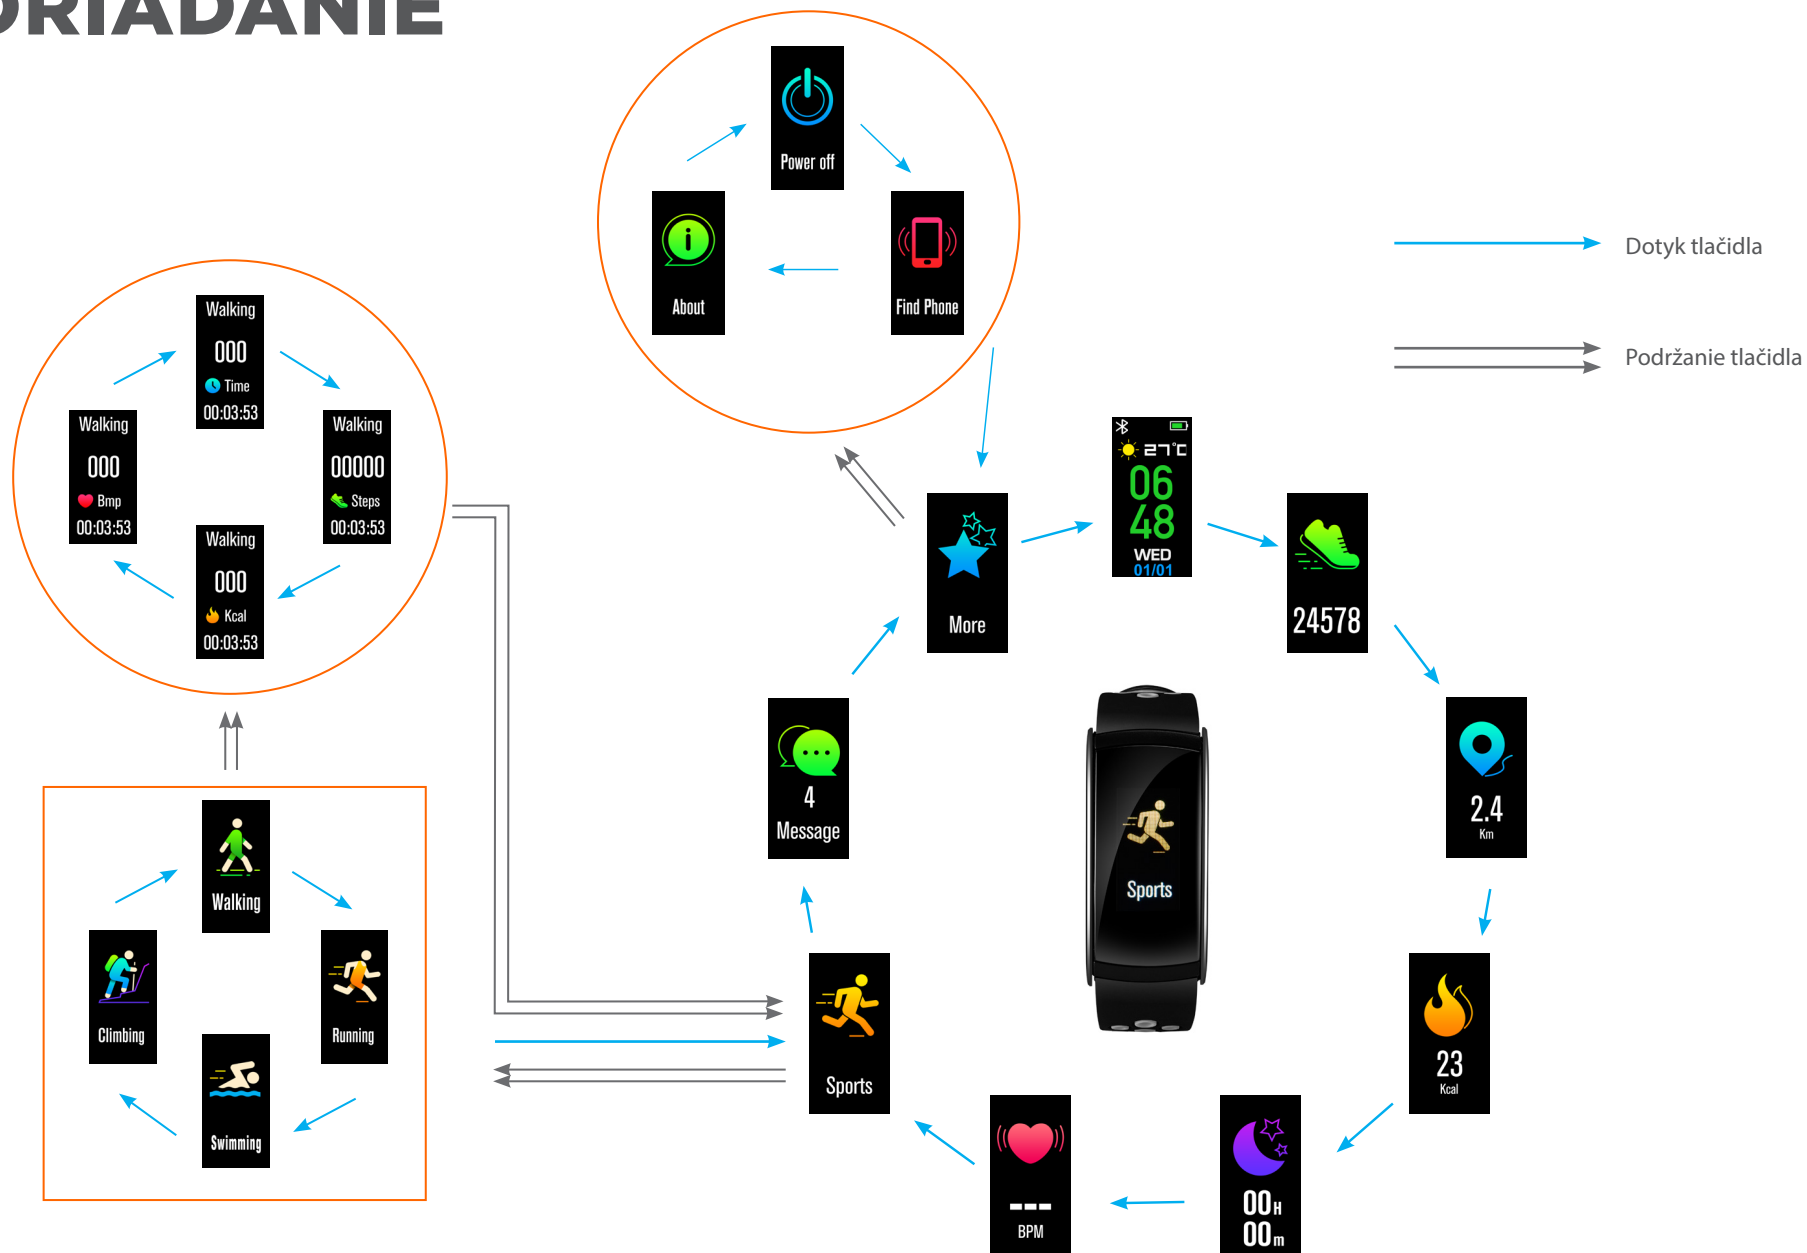 Power off
About
Find Phone
Dotyk tlačidla
Podržanie tlačidla
Walking
000
Time
00:03:53
Walking
000
Bmp
00:03:53
Walking
00000
Steps
00:03:53
Walking
000
Kcal
00:03:53
27°C
06
48
WED
01/01
More
24578
4
Message
2.4
Km
Sports
Walking
Climbing
Running
Swimming
Sports
23
Kcal
BPM
00H
00m